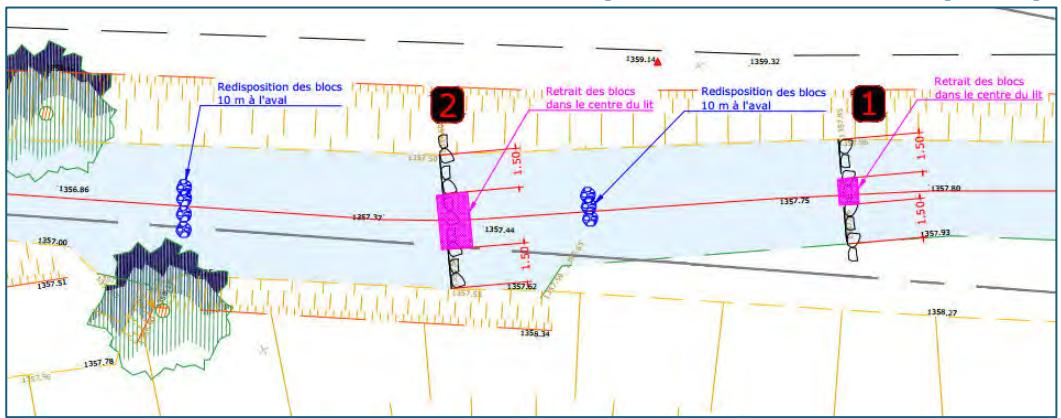 1359.14
1359.32
Redisposition des blocs
10 m à l'aval
2
Retrait des blocs
dans le centre du lit
Redisposition des blocs
10 m à l'aval
1
Retrait des blocs
dans le centre du lit
1.50
1.50
1356.86
1357.37
1357.44
1357.75
1357.80
1.50
1.50
1357.93
1357.00
1357.51
1357.62
1358.34
1358.27
1357.78